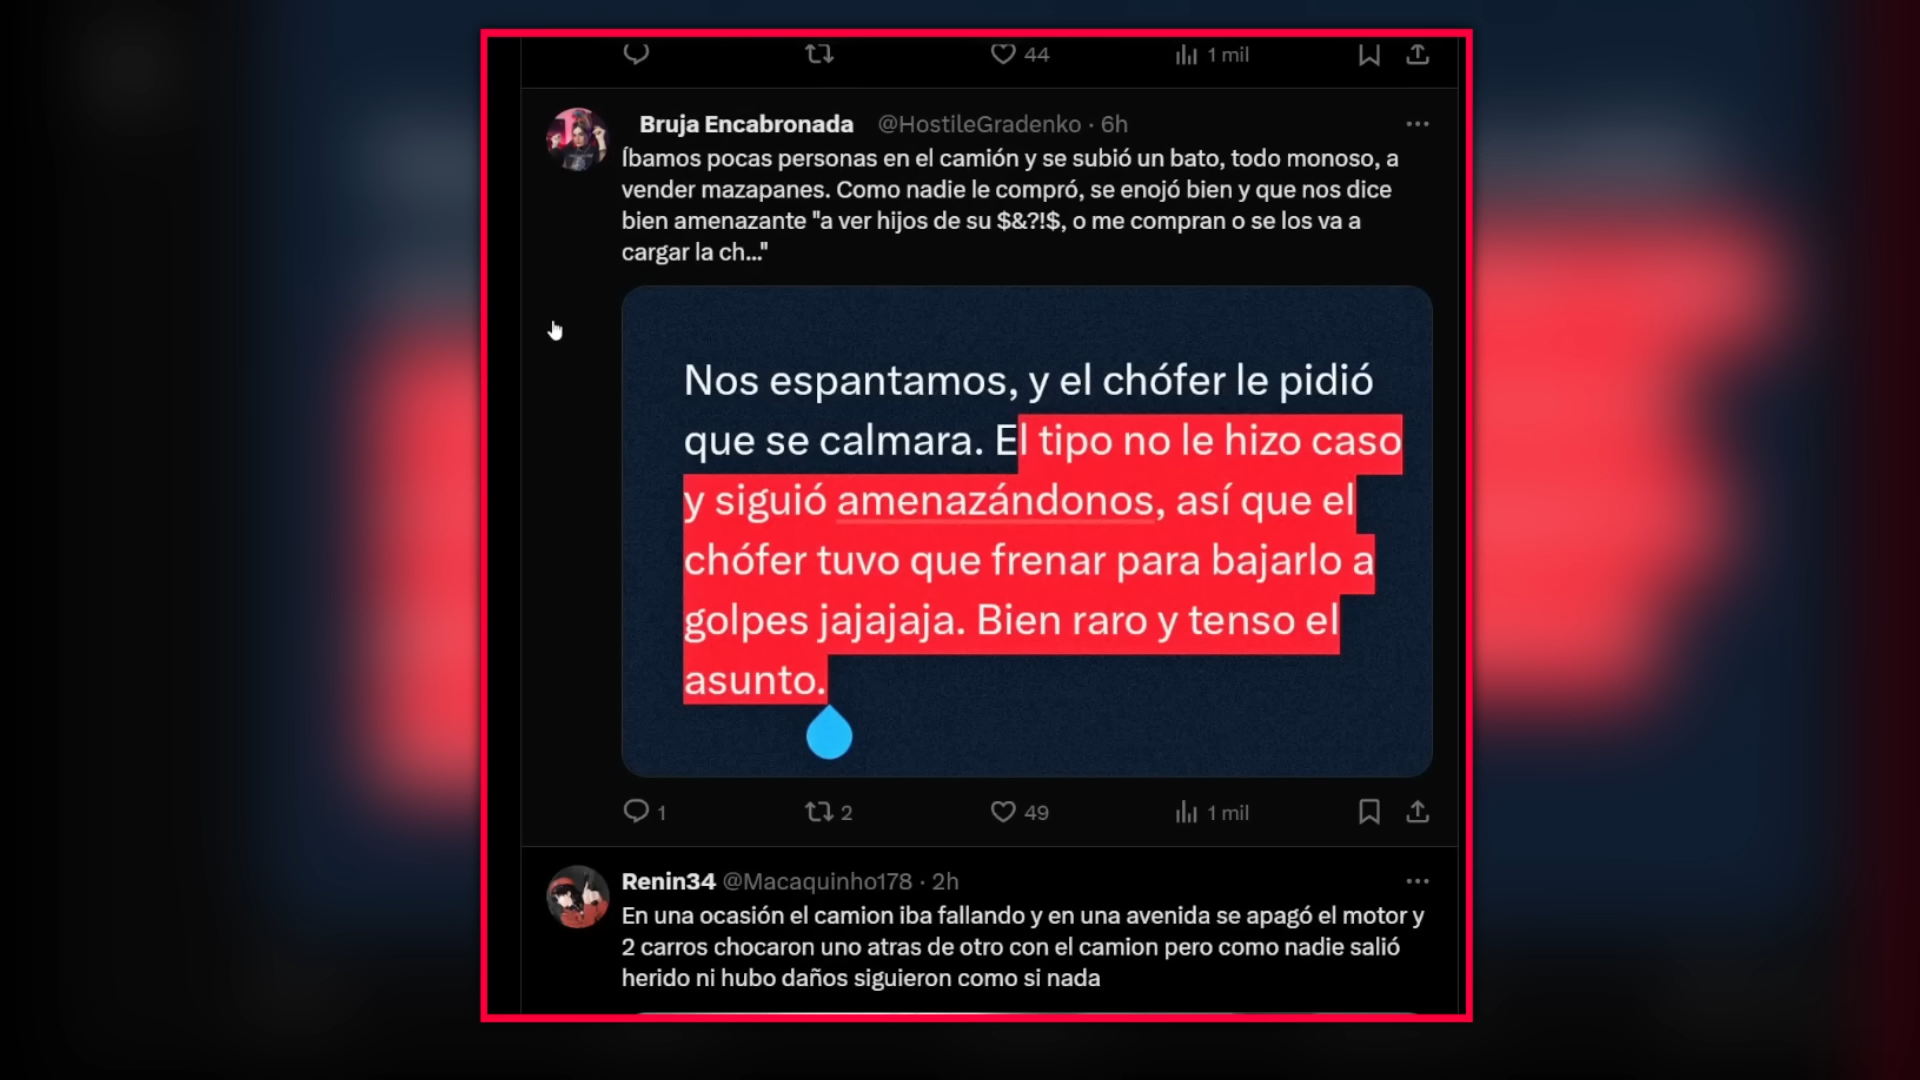 44 1 mil
Bruja Encabronada @HostileGradenko · 6h
Íbamos pocas personas en el camión y se subió un bato, todo monoso, a
vender mazapanes. Como nadie le compró, se enojó bien y que nos dice
bien amenazante "a ver hijos de su $&?!$, o me compran o se los va a
cargar la ch..."
Nos espantamos, y el chófer le pidió
que se calmara. El tipo no le hizo caso
y siguió amenazándonos, así que el
chófer tuvo que frenar para bajarlo a
golpes jajajaja. Bien raro y tenso el
asunto.
1 2 49 1 mil
Renin34 @Macaquinho178 · 2h
En una ocasión el camion iba fallando y en una avenida se apagó el motor y
2 carros chocaron uno atras de otro con el camion pero como nadie salió
herido ni hubo daños siguieron como si nada